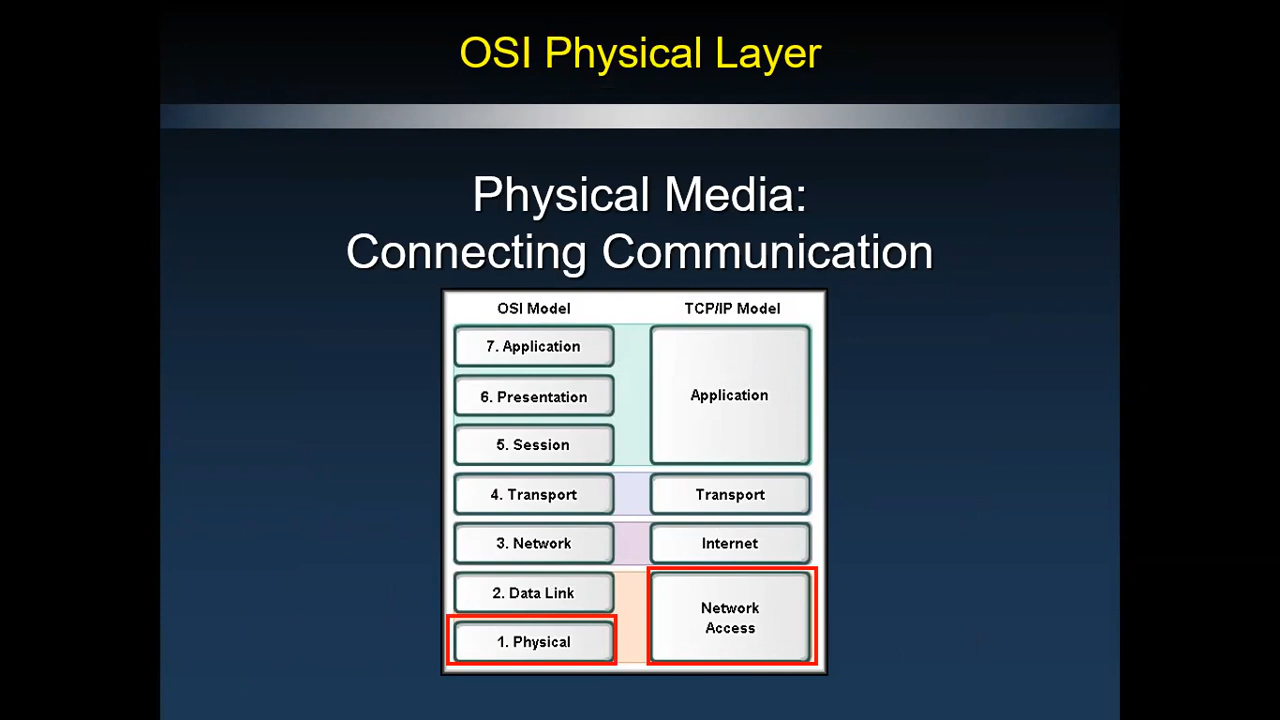 OSI Physical Layer
Physical Media:
Connecting Communication
OSI Model
TCP/IP Model
7. Application
6. Presentation
5. Session
Application
4. Transport
Transport
3. Network
Internet
2. Data Link
1. Physical
Network
Access